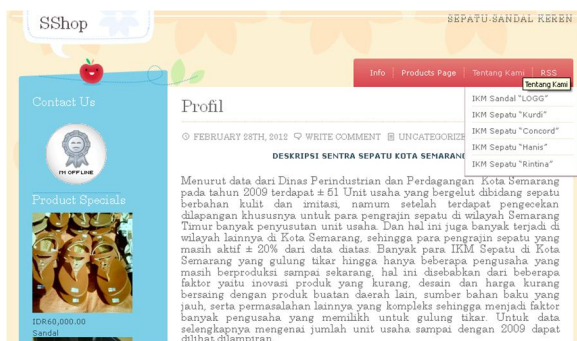 SShop
SEPATU SANDAL KEREN
Info
Products Page
Tentang Kami
RSS
Tentang Kami
IKM Sandal "LOGG"
IKM Sepatu "Kurdi"
IKM Sepatu "Concord"
IKM Sepatu "Hanis"
IKM Sepatu "Rintina"
Contact Us
I'M OFF LINE
Product Specials
IDR60,000.00
Sandal
Profil
FEBRUARY 28TH, 2012 WRITE COMMENT UNCATEGORIZE
DESKRIPSI SENTRA SEPATU KOTA SEMARANG
Menurut data dari Dinas Perindustrian dan Perdagangan Kota Semarang
pada tahun 2009 terdapat ± 51 Unit usaha yang bergelut dibidang sepatu
berbahan kulit dan imitasi, namum setelah terdapat pengecekan
dilapangan khususnya untuk para pengrajin sepatu di wilayah Semarang
Timur banyak penyusutan unit usaha. Dan hal ini juga banyak terjadi di
wilayah lainnya di Kota Semarang, sehingga para pengrajin sepatu yang
masih aktif ± 20% dari data diatas. Banyak para IKM Sepatu di Kota
Semarang yang gulung tikar hingga hanya beberapa pengusaha yang
masih berproduksi sampai sekarang, hal ini disebabkan dari beberapa
faktor yaitu inovasi produk yang kurang, desain dan harga kurang
bersaing dengan produk buatan daerah lain, sumber bahan baku yang
jauh, serta permasalahan lainnya yang kompleks sehingga menjadi faktor
banyak pengusaha yang memilikh untuk gulung tikar. Untuk data
selengkapnya mengenai jumlah unit usaha sampai dengan 2009 dapat
dilihat dilampiran